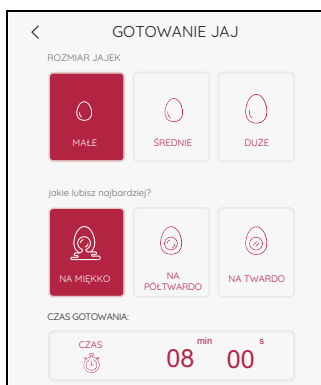 GOTOWANIE JAJ
ROZMIAR JAJEK
MAŁE ŚREDNIE DUŻE
jakie lubisz najbardziej?
NA MIĘKKO NA PÓŁTWARDO NA TWARDO
CZAS GOTOWANIA:
CZAS 08 min 00 s